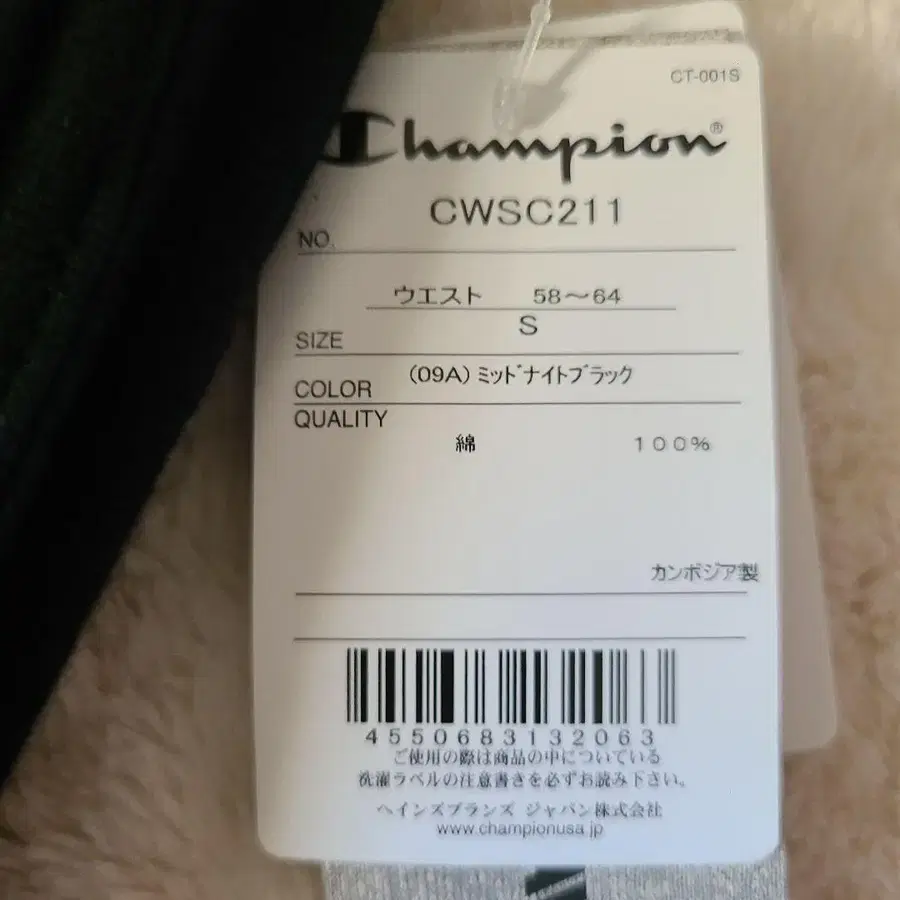 CT-001S
Champion®
CWSC211
NO.
ウエスト 58～64
S
SIZE
(09A)ミッドナイトブラック
COLOR
QUALITY
綿 100%
カンボジア製
4550683132063
ご使用の際は商品の中についている
洗濯ラベルの注意書きを必ずお読み下さい。
ヘインズブランズ ジャパン株式会社
www.championusa.jp